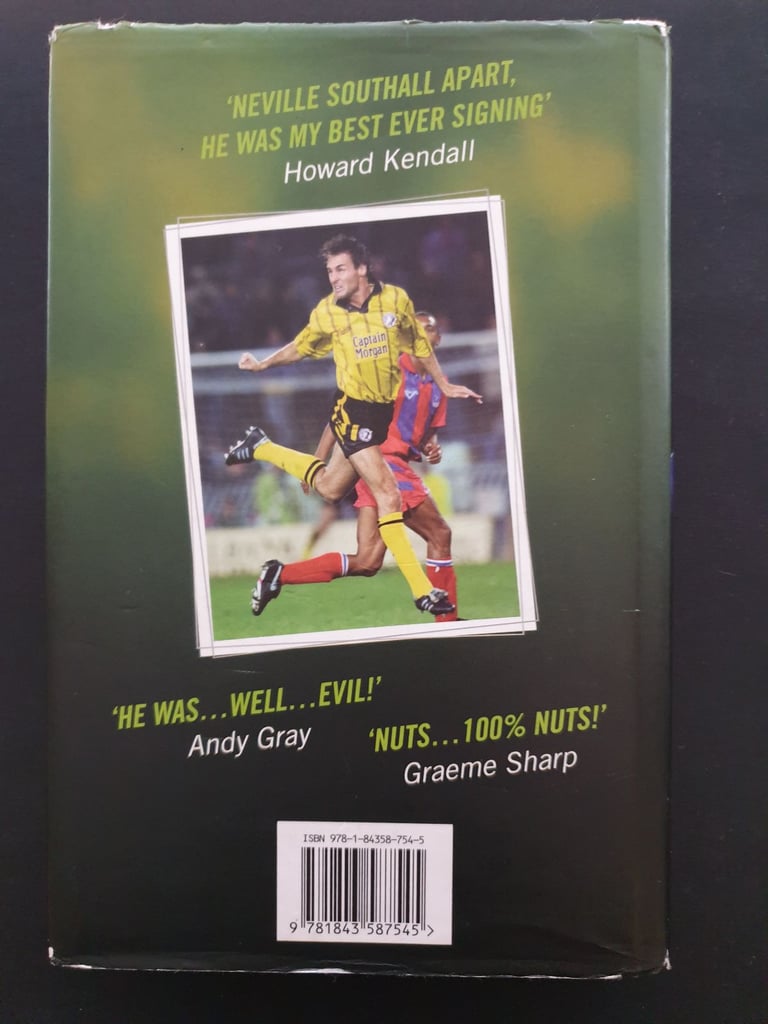 ‘NEVILLE SOUTHALL APART,
HE WAS MY BEST EVER SIGNING’
Howard Kendall
Captain
Morgan
‘HE WAS...WELL...EVIL!’
Andy Gray
‘NUTS...100% NUTS!’
Graeme Sharp
ISBN 978-1-84358-754-5
9 781843 587545 >